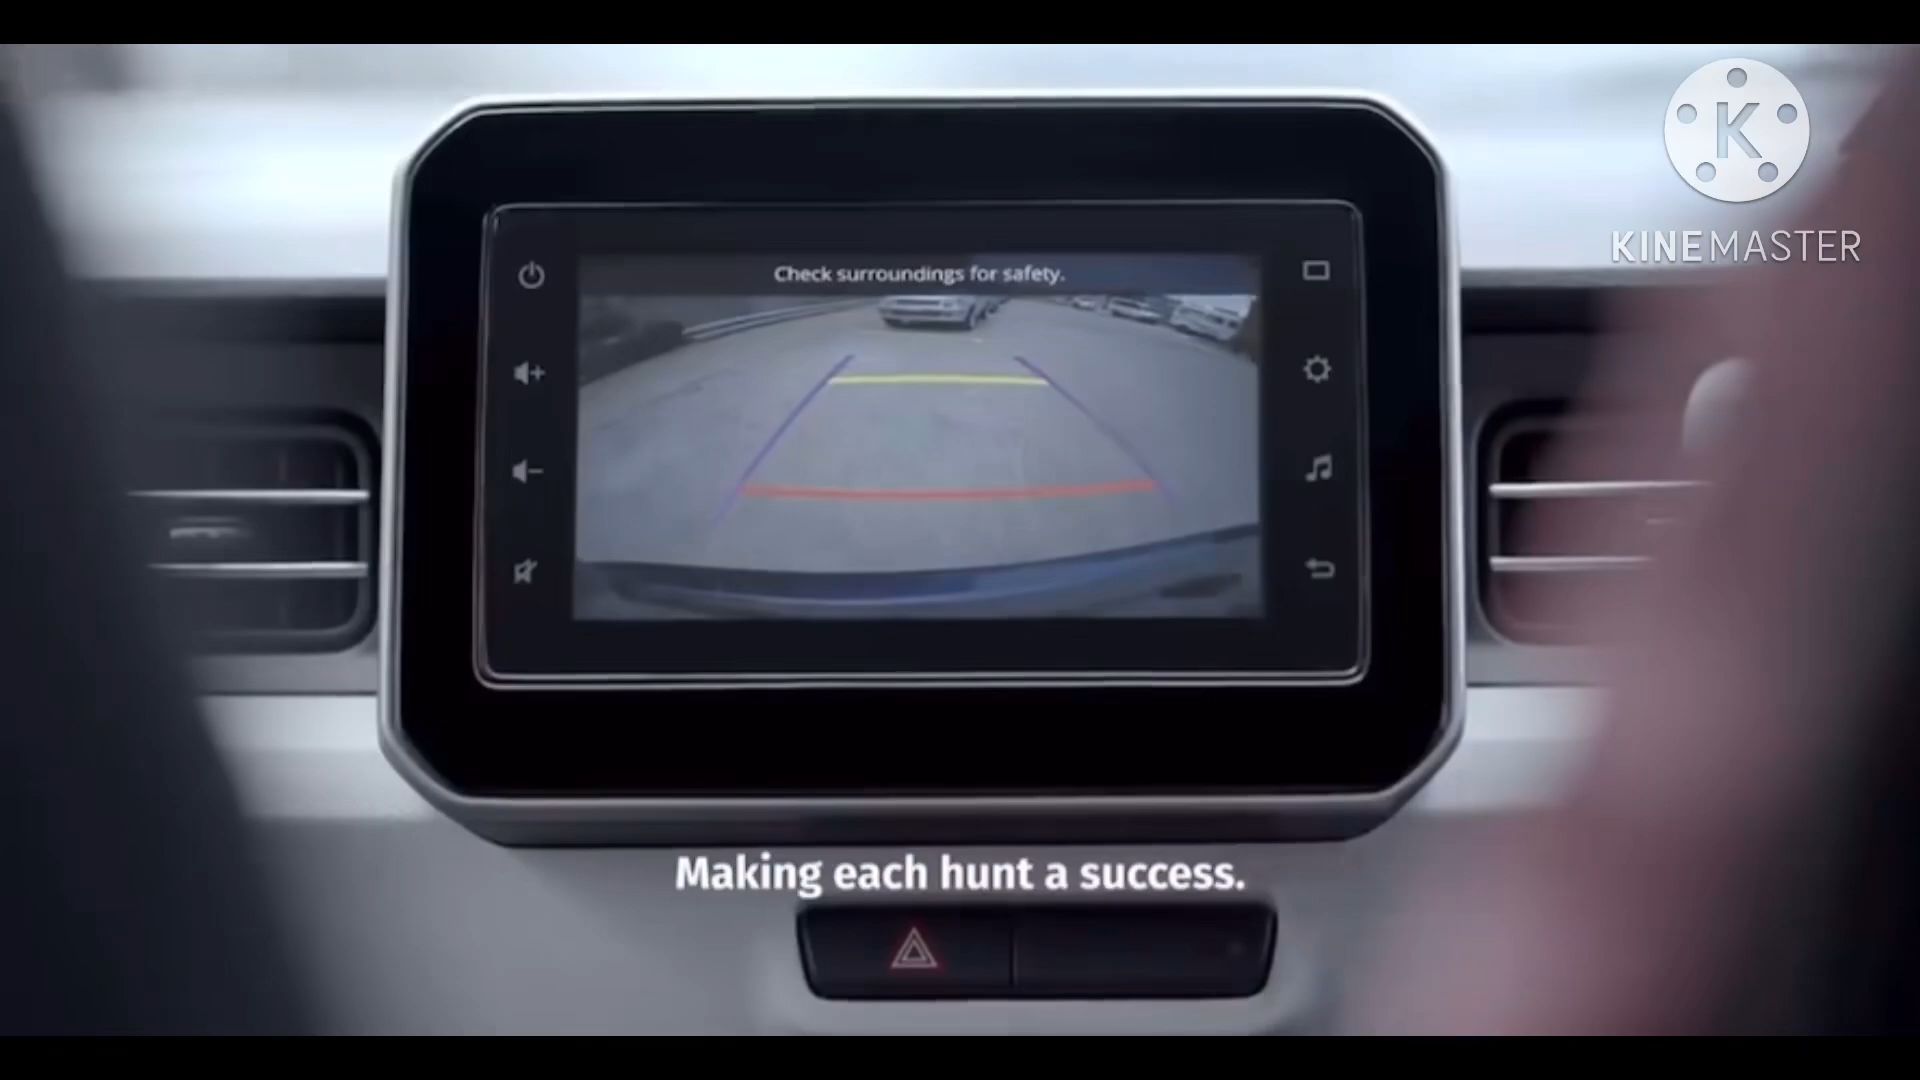 K
KINEMASTER
Check surroundings for safety.
Making each hunt a success.